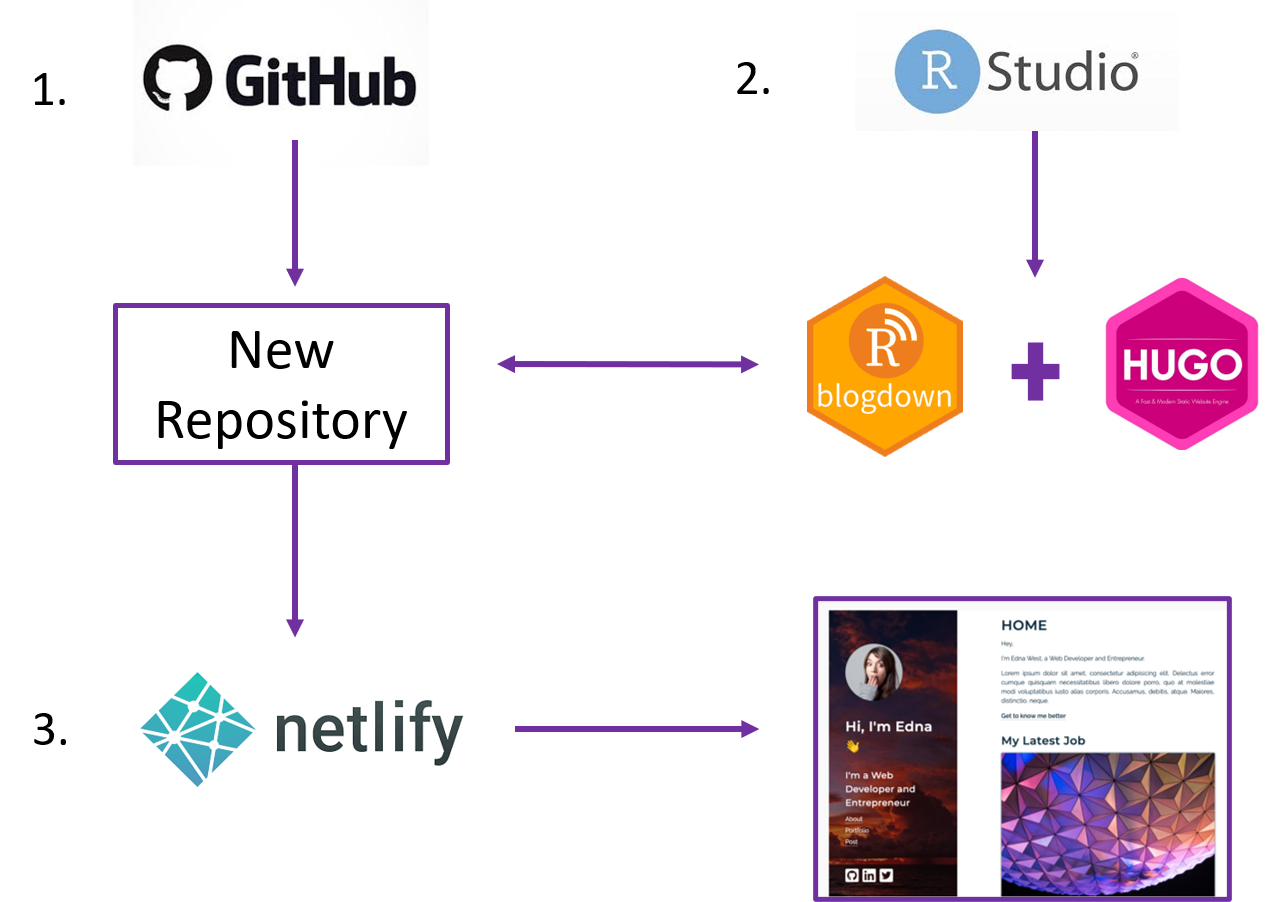 1.
GitHub
2.
R Studio®
New
Repository
R
blogdown
HUGO
A Fast & Modern Static Website Engine
3.
netlify
Hi, I'm Edna
👋
I'm a Web
Developer and
Entrepreneur
About
Portfolio
Post
HOME
Hey,
I'm Edna West, a Web Developer and Entrepreneur.
Lorem ipsum dolor sit amet, consectetur adipisicing elit. Delectus error
cumque quisquam necessitatibus libero dolore porro, quo at molestiae
modi voluptatibus iusto alias corporis. Accusamus, debitis, atque. Maiores,
distinctio, neque.
Get to know me better
My Latest Job